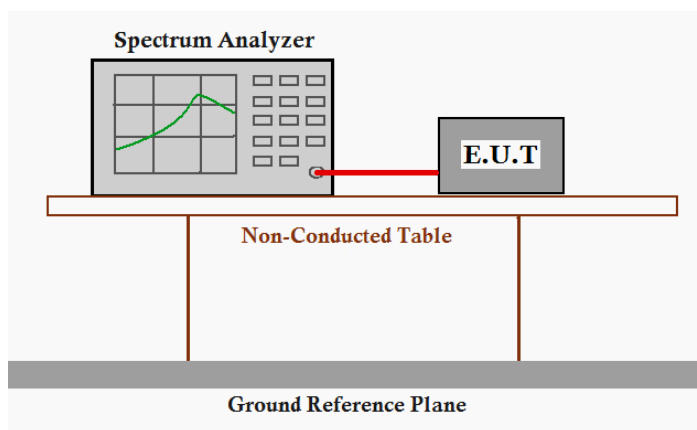 Spectrum Analyzer
E.U.T
Non-Conducted Table
Ground Reference Plane